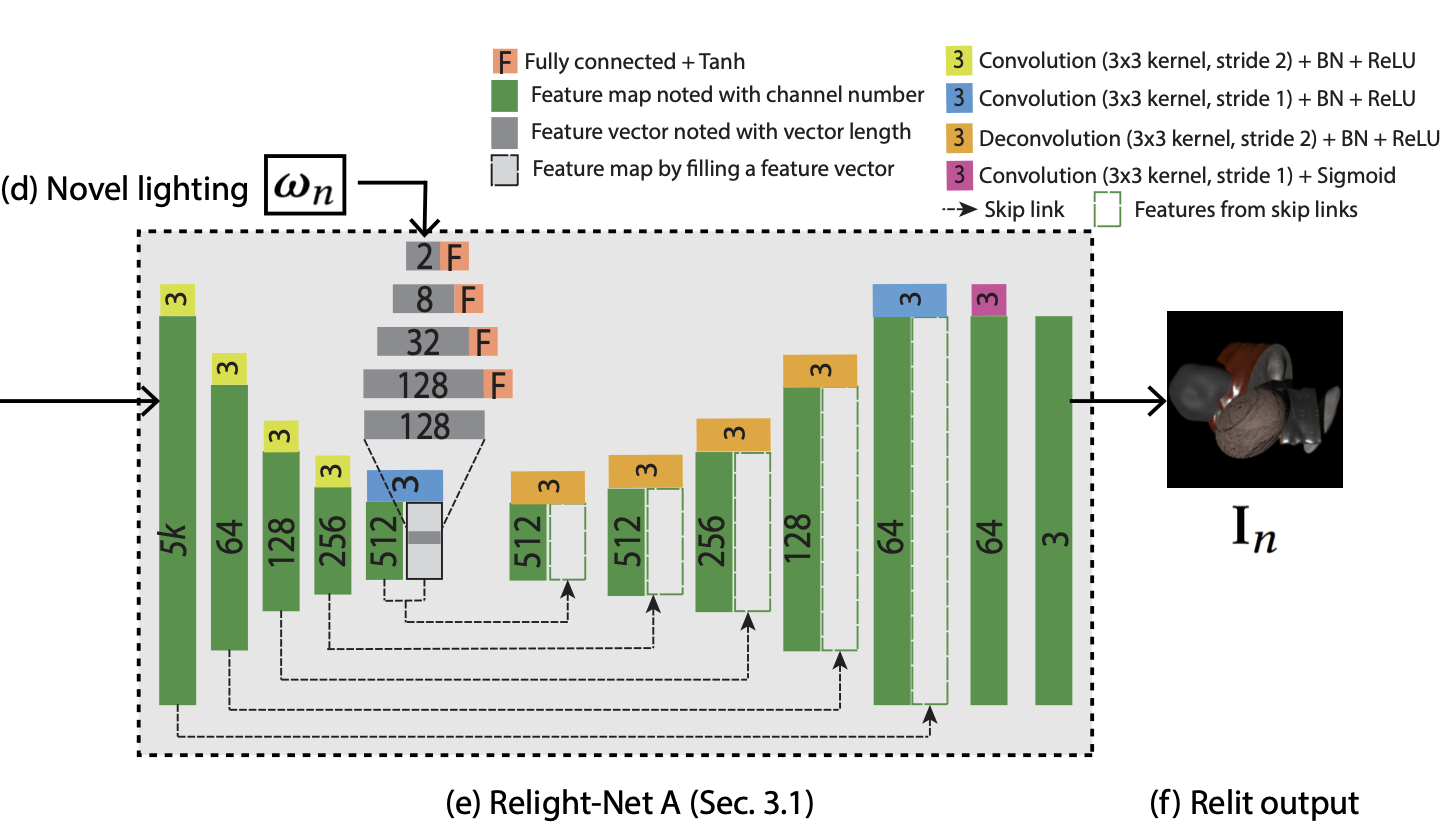 F Fully connected + Tanh
Feature map noted with channel number
Feature vector noted with vector length
Feature map by filling a feature vector
3 Convolution (3x3 kernel, stride 2) + BN + ReLU
3 Convolution (3x3 kernel, stride 1) + BN + ReLU
3 Deconvolution (3x3 kernel, stride 2) + BN + ReLU
3 Convolution (3x3 kernel, stride 1) + Sigmoid
Skip link
Features from skip links
(d) Novel lighting
ωn
2 F
8 F
32 F
128 F
128
3
5k
3
64
3
128
3
256
3
512
3
512
3
512
3
256
3
128
3
64
3
64
3
In
(e) Relight-Net A (Sec. 3.1)
(f) Relit output